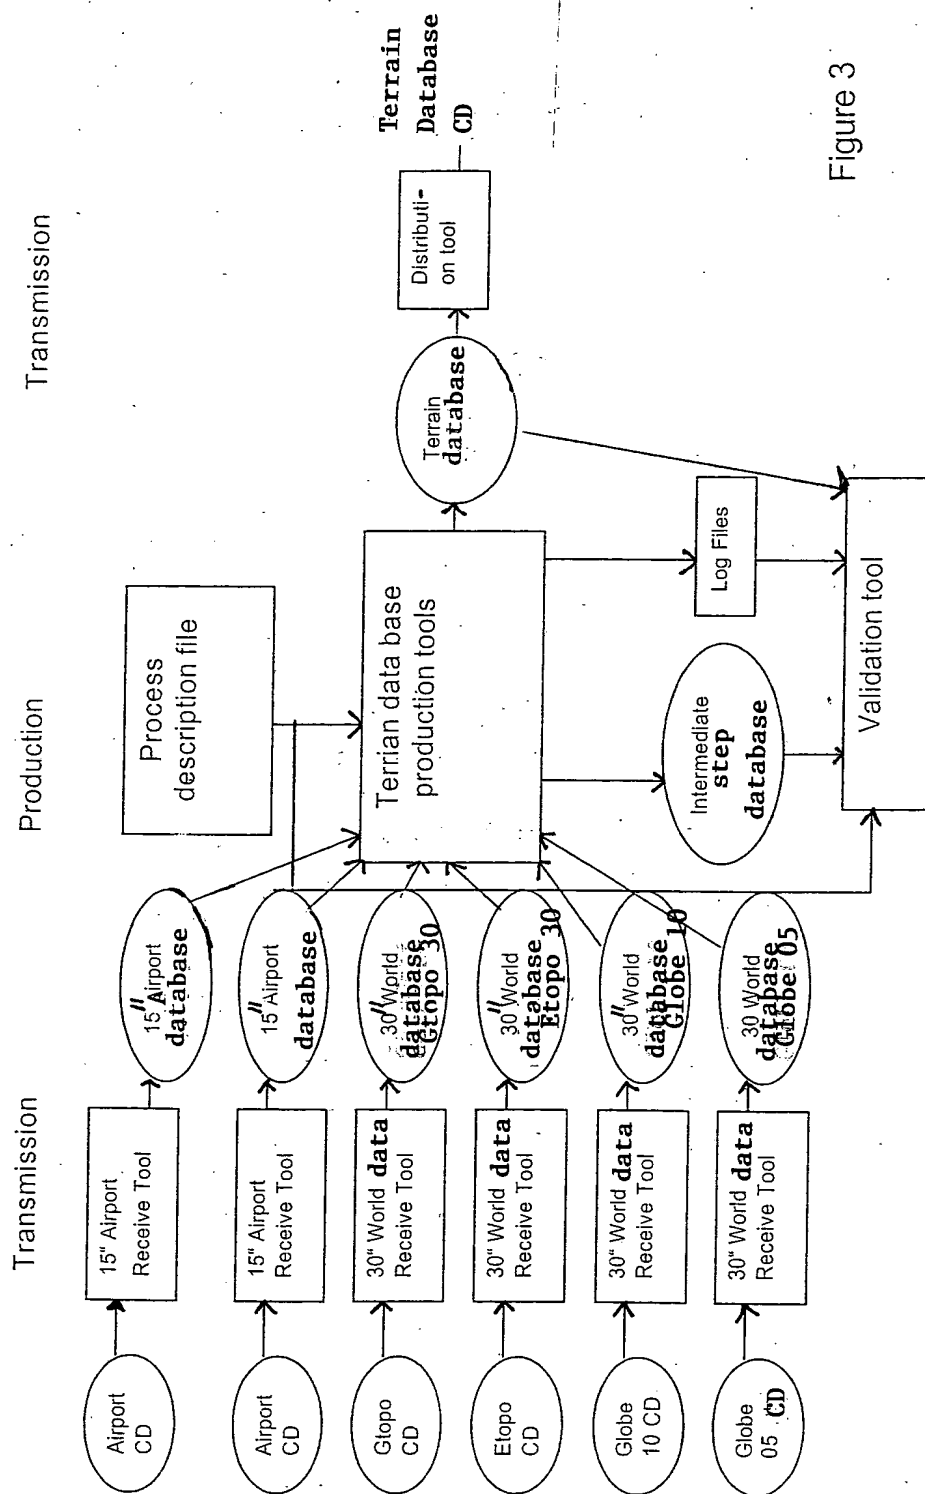 Transmission
Production
Transmission
Airport
CD
15" Airport
Receive Tool
15" Airport
database
Airport
CD
15" Airport
Receive Tool
15" Airport
database
Gtopo
CD
30" World data
Receive Tool
30" World
database
Gtopo 30
Etopo
CD
30" World data
Receive Tool
30" World
database
Etopo 30
Globe
10 CD
30" World data
Receive Tool
30" World
database
Globe 10
Globe
05 CD
30" World data
Receive Tool
30 World
database
Globe 05
Process
description file
Terrian data base
production tools
Intermediate
step
database
Log Files
Validation tool
Terrain
database
Distributi-
on tool
Terrain
Database
CD
Figure 3